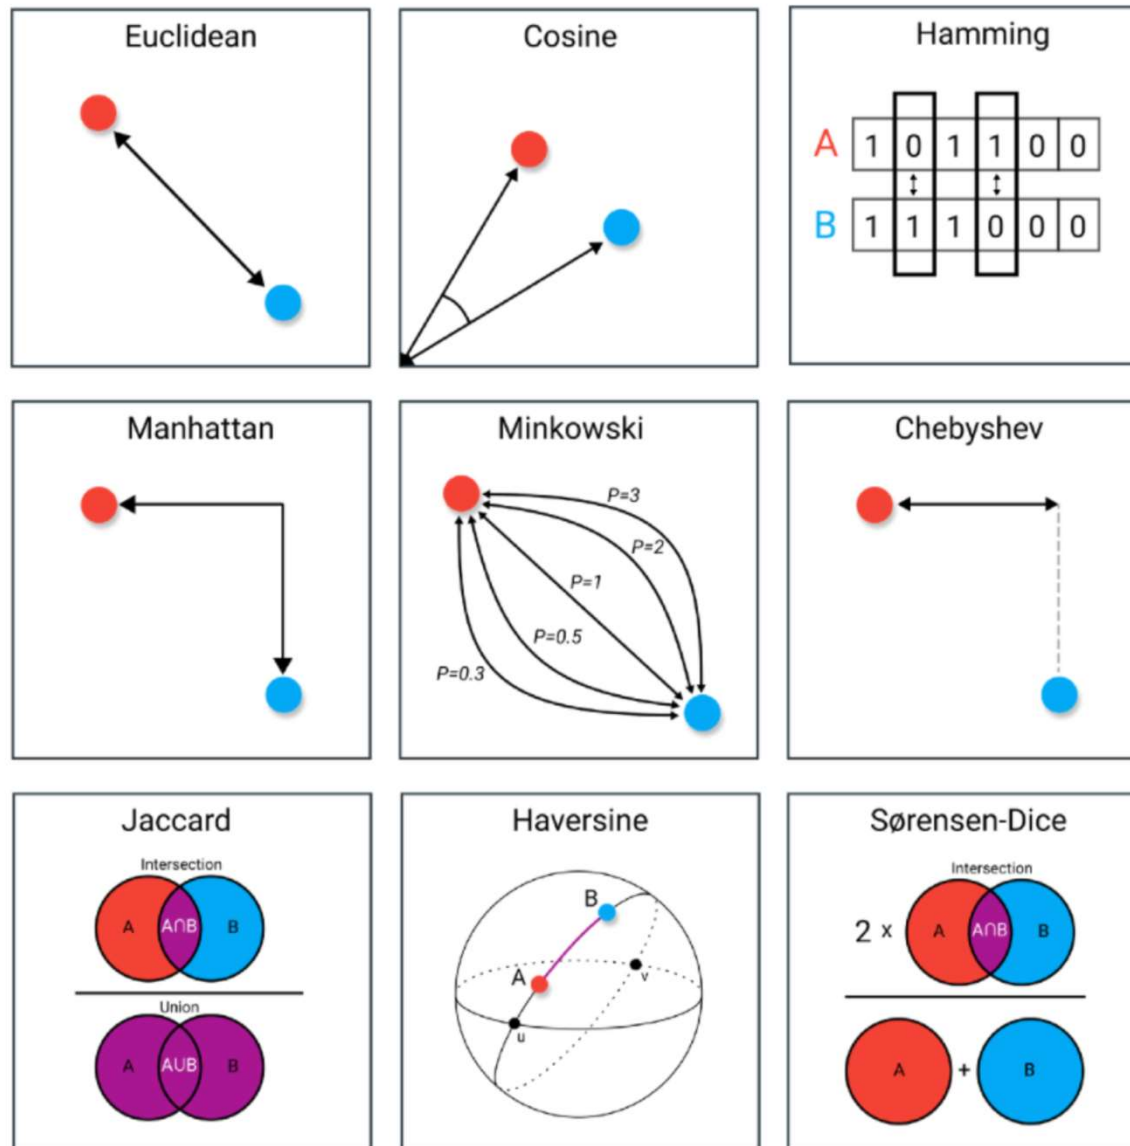 Euclidean
Cosine
Hamming
A 1 0 1 1 0 0
B 1 1 1 0 0 0
Manhattan
Minkowski
P=3
P=2
P=1
P=0.5
P=0.3
Chebyshev
Jaccard
Intersection
A A∩B B
Union
A A∪B B
Haversine
B
A
v
u
Sørensen-Dice
Intersection
2 x A A∩B B
A + B